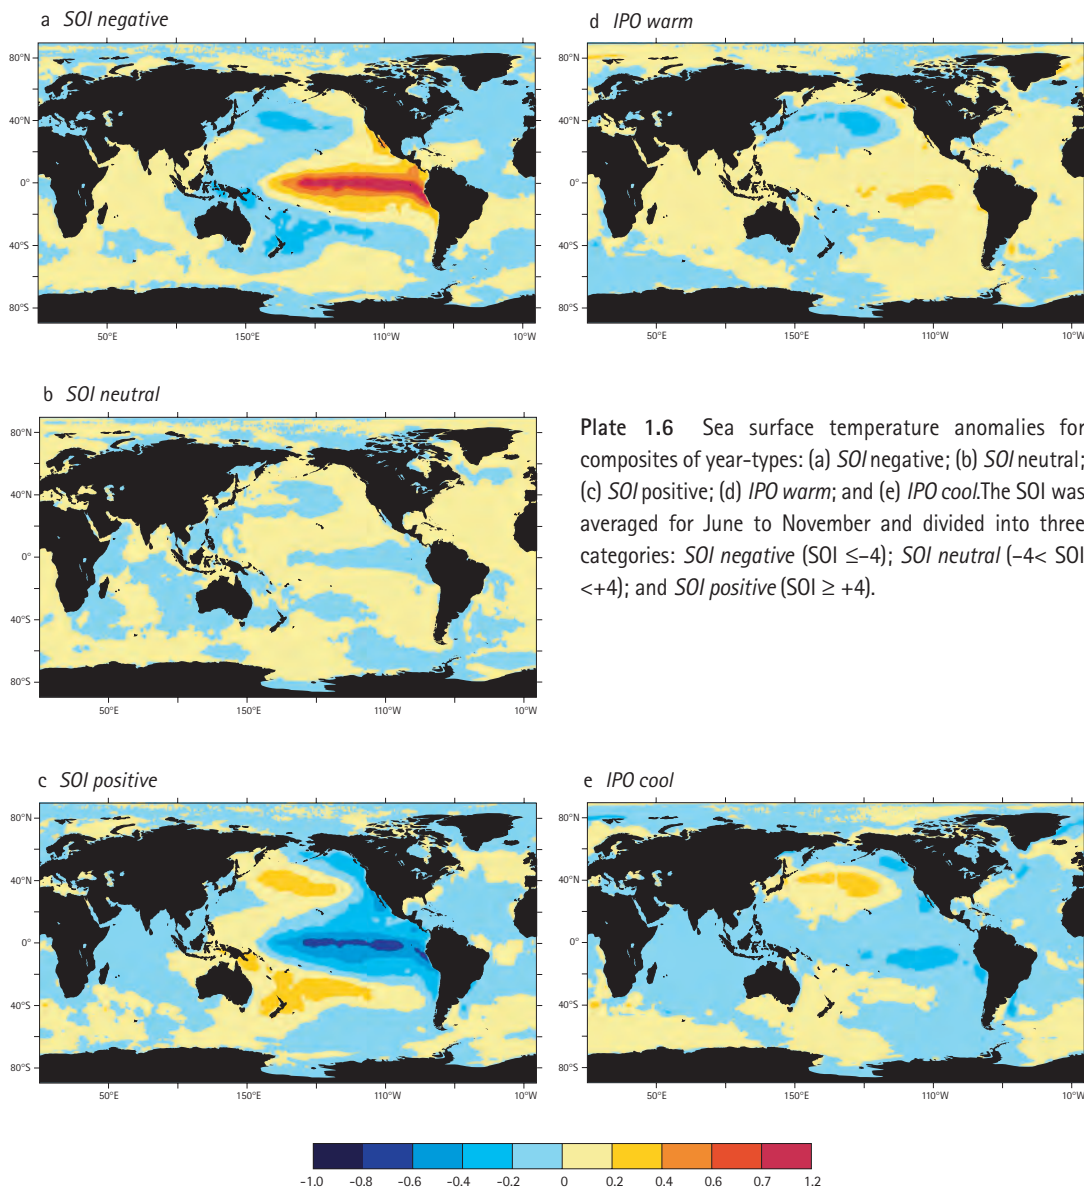 a SOI negative
80°N
40°N
0°
40°S
80°S
50°E 150°E 110°W 10°W
d IPO warm
80°N
40°N
0°
40°S
80°S
50°E 150°E 110°W 10°W
b SOI neutral
80°N
40°N
0°
40°S
80°S
50°E 150°E 110°W 10°W
Plate 1.6 Sea surface temperature anomalies for
composites of year-types: (a) SOI negative; (b) SOI neutral;
(c) SOI positive; (d) IPO warm; and (e) IPO cool.The SOI was
averaged for June to November and divided into three
categories: SOI negative (SOI ≤−4); SOI neutral (−4< SOI
<+4); and SOI positive (SOI ≥ +4).
c SOI positive
80°N
40°N
0°
40°S
80°S
50°E 150°E 110°W 10°W
e IPO cool
80°N
40°N
0°
40°S
80°S
50°E 150°E 110°W 10°W
-1.0 -0.8 -0.6 -0.4 -0.2 0 0.2 0.4 0.6 0.7 1.2